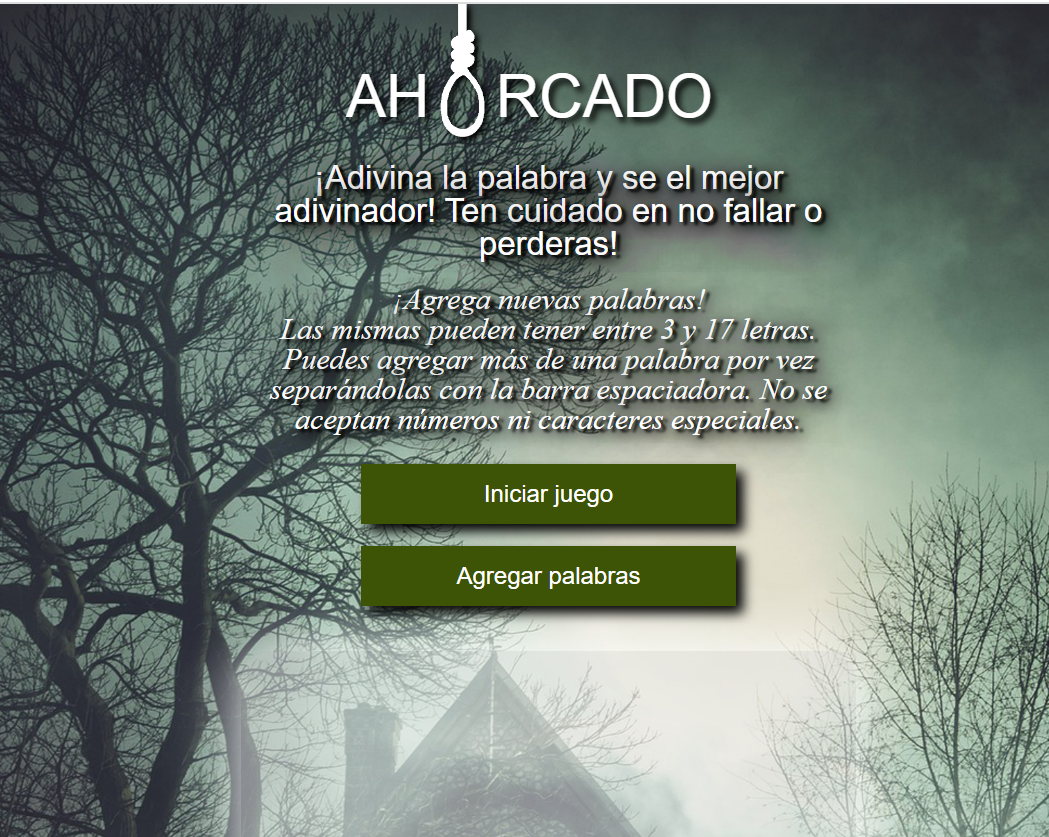 AHORCADO
¡Adivina la palabra y se el mejor
adivinador! Ten cuidado en no fallar o
perderas!
¡Agrega nuevas palabras!
Las mismas pueden tener entre 3 y 17 letras.
Puedes agregar más de una palabra por vez
separándolas con la barra espaciadora. No se
aceptan números ni caracteres especiales.
Iniciar juego
Agregar palabras